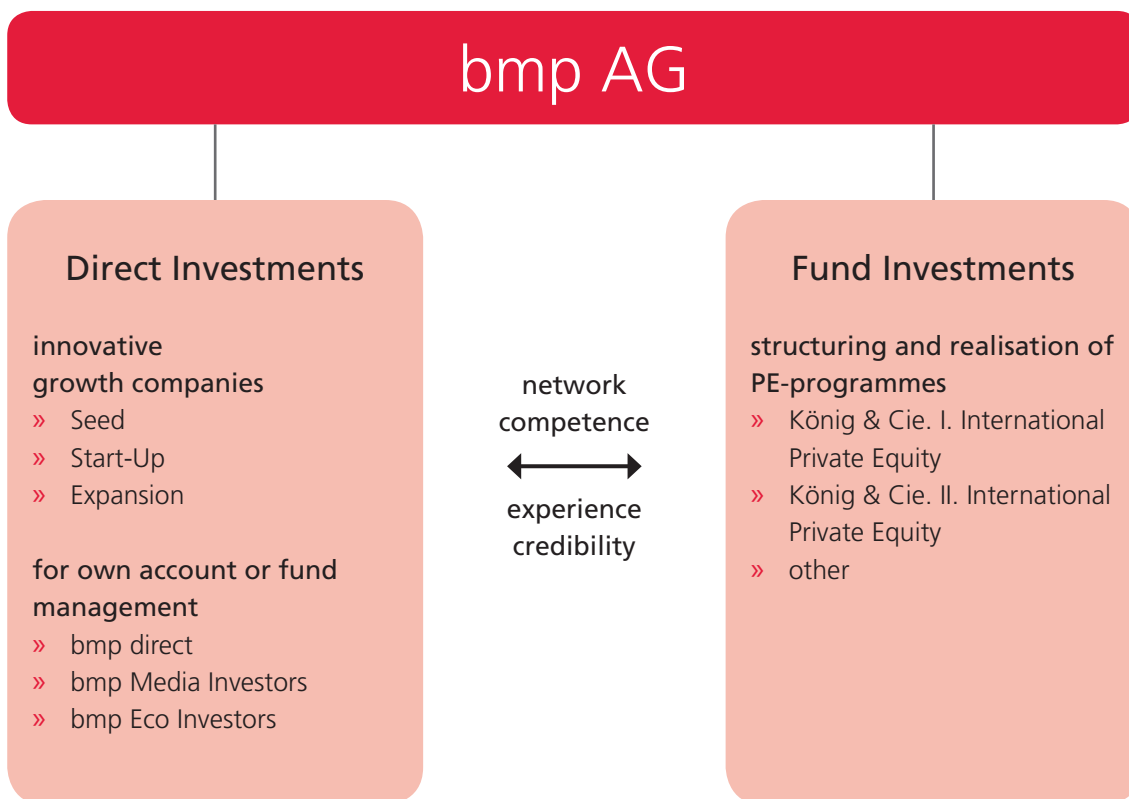 bmp AG
Direct Investments
innovative
growth companies
» Seed
» Start-Up
» Expansion
for own account or fund
management
» bmp direct
» bmp Media Investors
» bmp Eco Investors
network
competence
experience
credibility
Fund Investments
structuring and realisation of
PE-programmes
» König & Cie. I. International
Private Equity
» König & Cie. II. International
Private Equity
» other